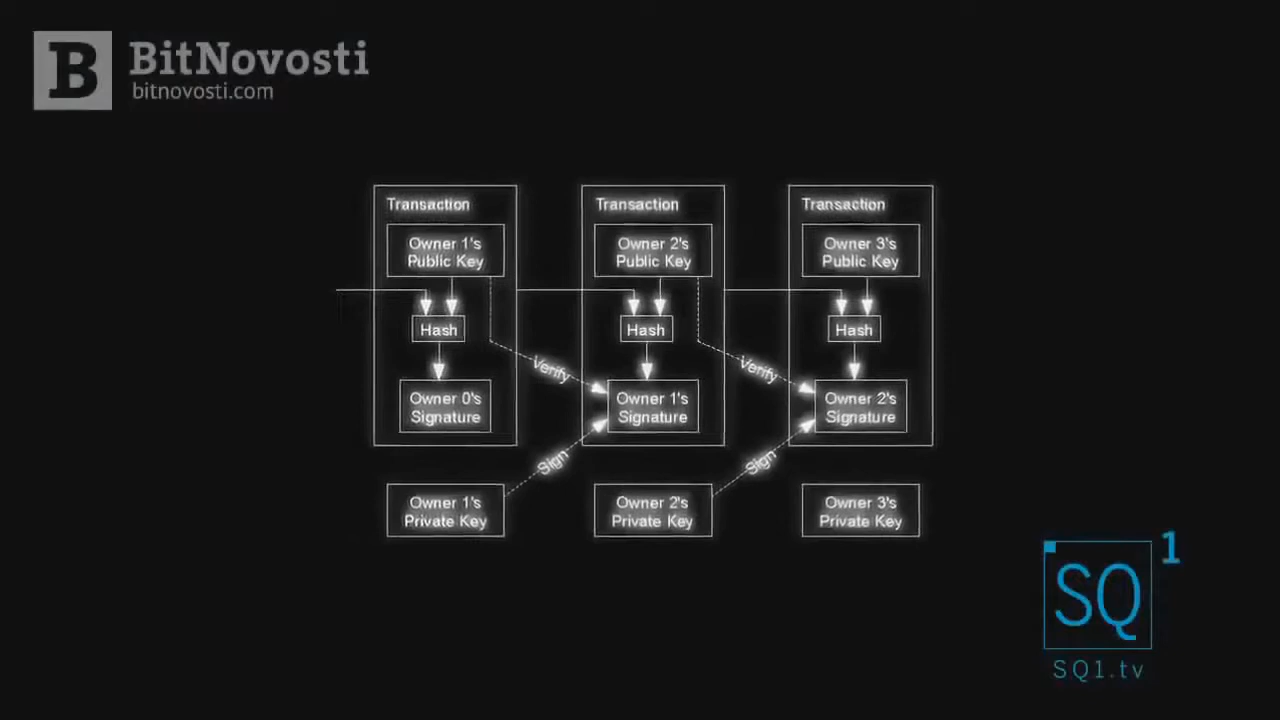 BitNovosti
bitnovosti.com
Transaction
Owner 1's
Public Key
Hash
Owner 0's
Signature
Transaction
Owner 2's
Public Key
Hash
Verify
Owner 1's
Signature
Sign
Transaction
Owner 3's
Public Key
Hash
Verify
Owner 2's
Signature
Sign
Owner 1's
Private Key
Owner 2's
Private Key
Owner 3's
Private Key
SQ1
SQ1.tv